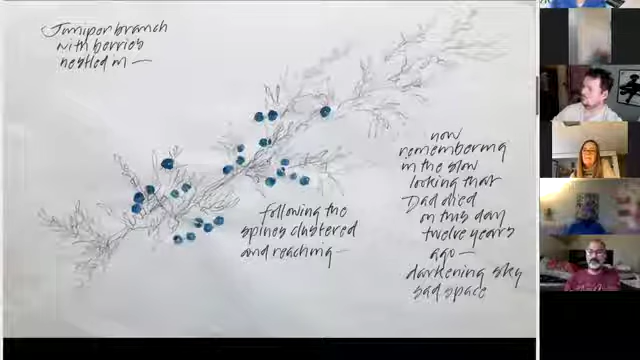 Juniper branch
with berries
nestled in —
following the
spines clustered
and reaching —
now
remembering
in the slow
looking that
Dad died
on this day
twelve years
ago —
darkening sky
sad space